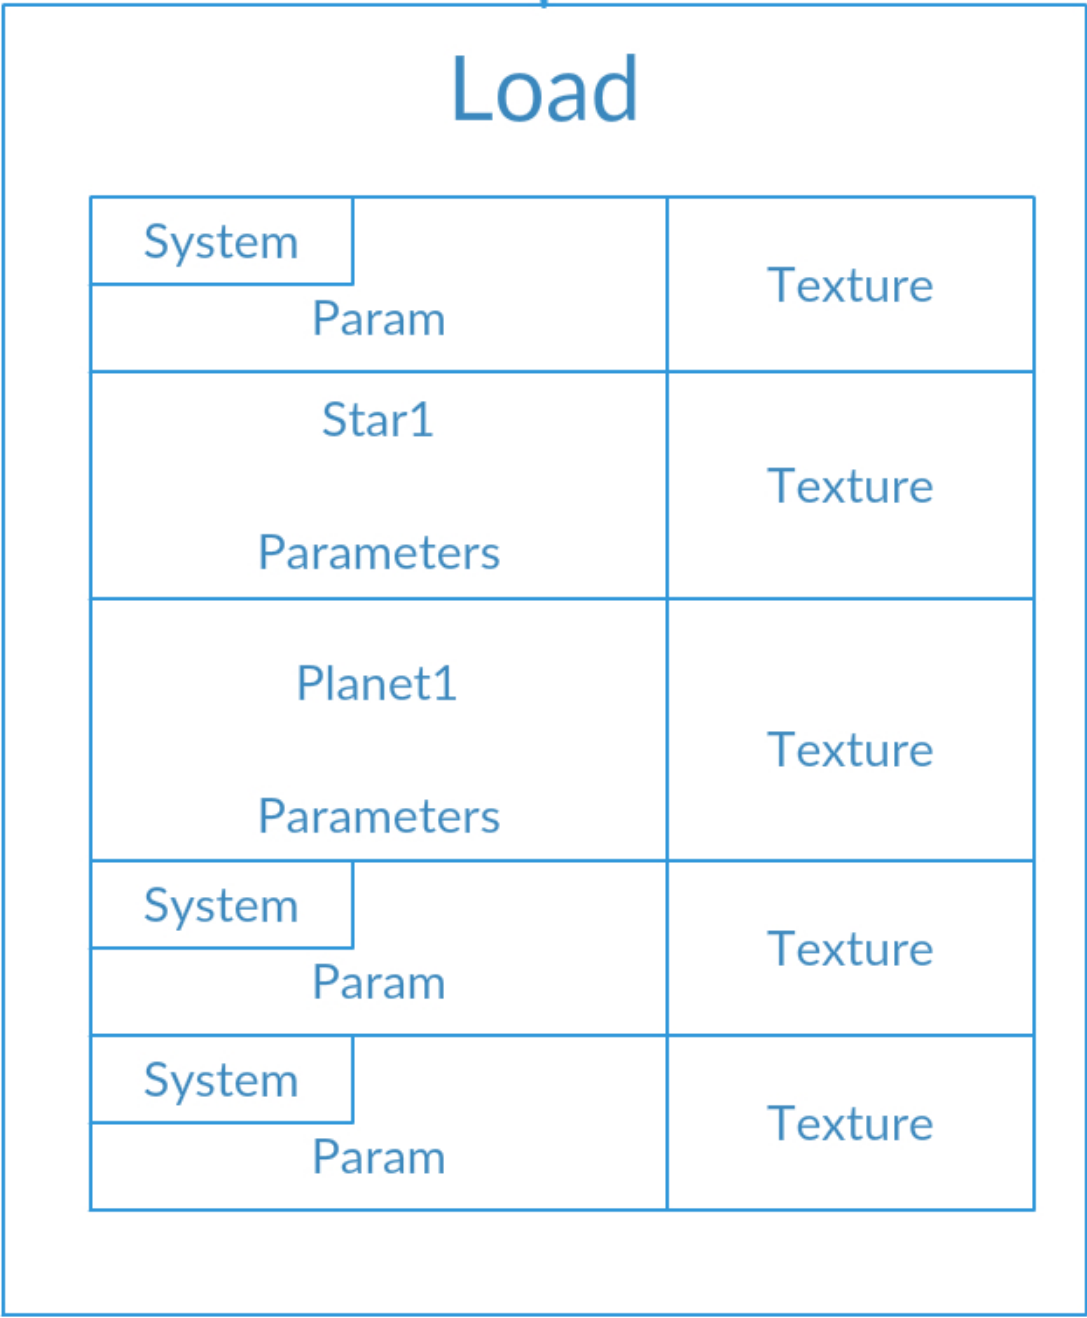 Load
System
Param
Texture
Star1
Parameters
Texture
Planet1
Parameters
Texture
System
Param
Texture
System
Param
Texture